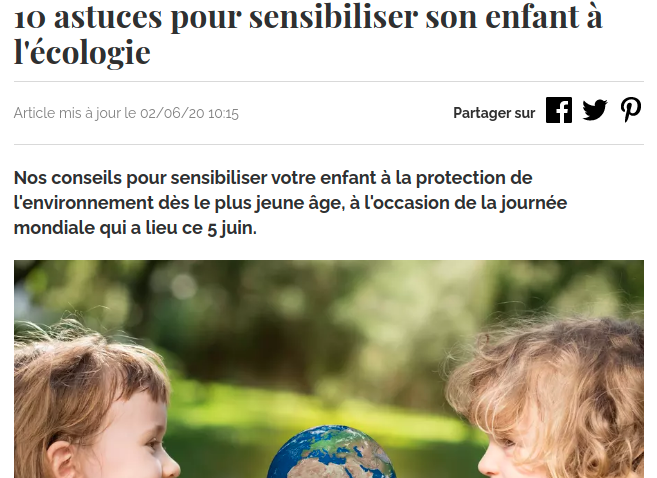 10 astuces pour sensibiliser son enfant à
l'écologie
Article mis à jour le 02/06/20 10:15
Partager sur
Nos conseils pour sensibiliser votre enfant à la protection de
l'environnement dès le plus jeune âge, à l'occasion de la journée
mondiale qui a lieu ce 5 juin.